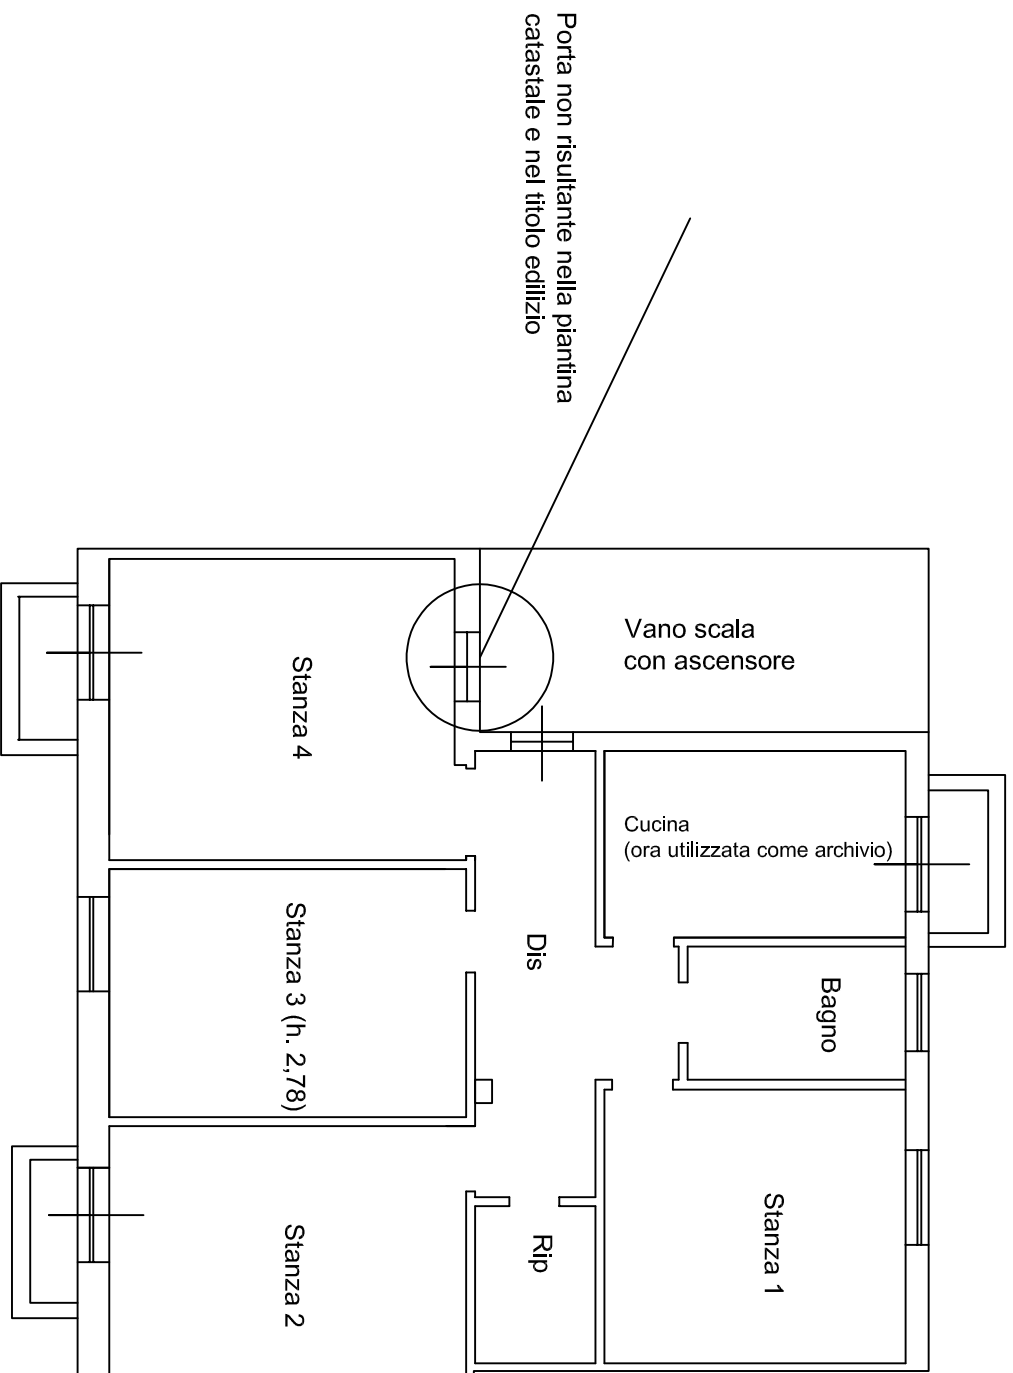 Porta non risultante nella piantina
catastale e nel titolo edilizio
Vano scala
con ascensore
Stanza 4
Cucina
(ora utilizzata come archivio)
Dis
Bagno
Stanza 3 (h. 2,78)
Stanza 1
Rip
Stanza 2